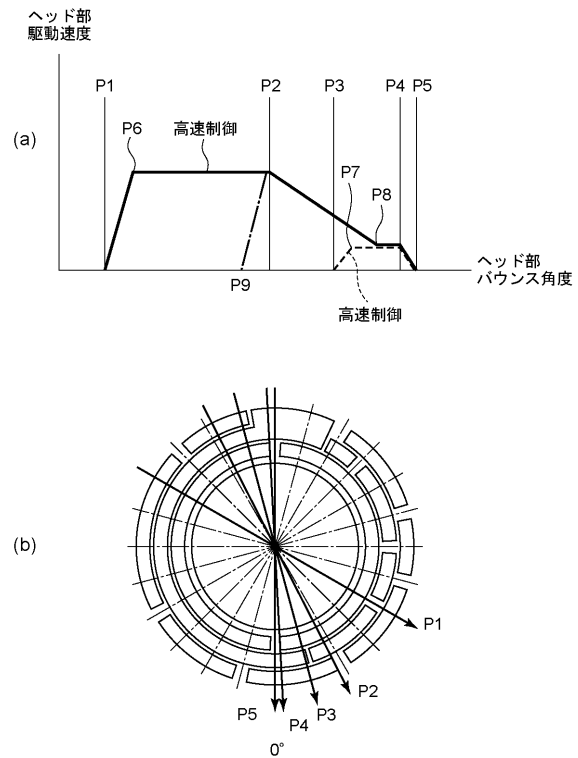 ヘッド部
駆動速度
P1
P2
P3
P4
P5
(a)
P6
高速制御
P7
P8
P9
ヘッド部
バウンス角度
高速制御
(b)
P1
P2
P3
P4
P5
0°